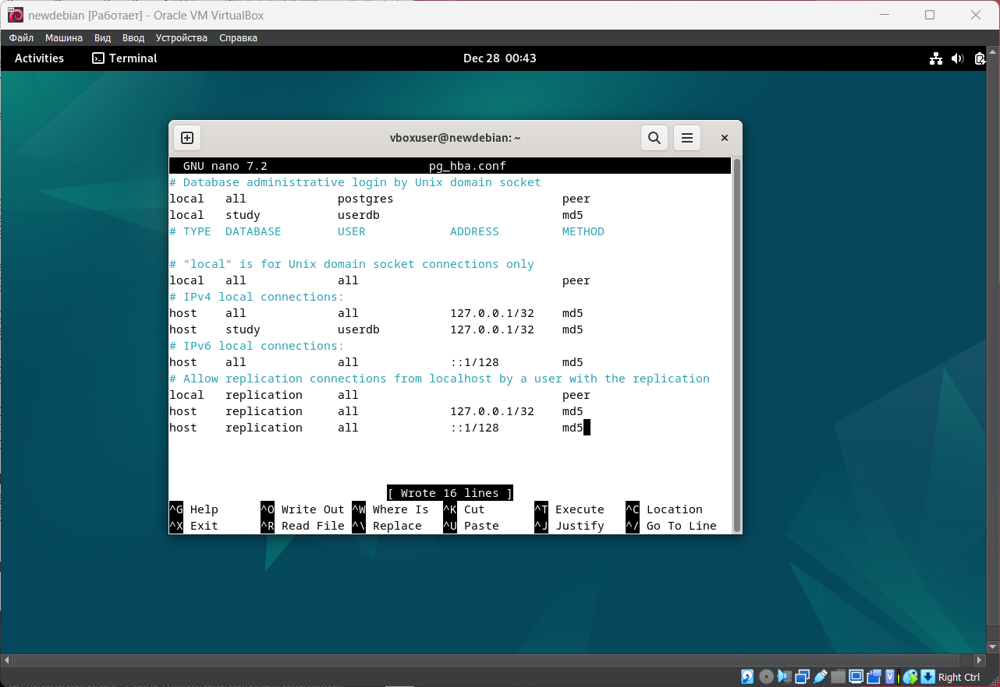 newdebian [Работает] - Oracle VM VirtualBox
Файл Машина Вид Ввод Устройства Справка
Activities Terminal Dec 28 00:43
vboxuser@newdebian: ~
GNU nano 7.2 pg_hba.conf
# Database administrative login by Unix domain socket
local all postgres peer
local study userdb md5
# TYPE DATABASE USER ADDRESS METHOD
# "local" is for Unix domain socket connections only
local all all peer
# IPv4 local connections:
host all all 127.0.0.1/32 md5
host study userdb 127.0.0.1/32 md5
# IPv6 local connections:
host all all ::1/128 md5
# Allow replication connections from localhost by a user with the replication
local replication all peer
host replication all 127.0.0.1/32 md5
host replication all ::1/128 md5
[ Wrote 16 lines ]
^G Help ^O Write Out ^W Where Is ^K Cut ^T Execute ^C Location
^X Exit ^R Read File ^\ Replace ^U Paste ^J Justify ^/ Go To Line
Right Ctrl